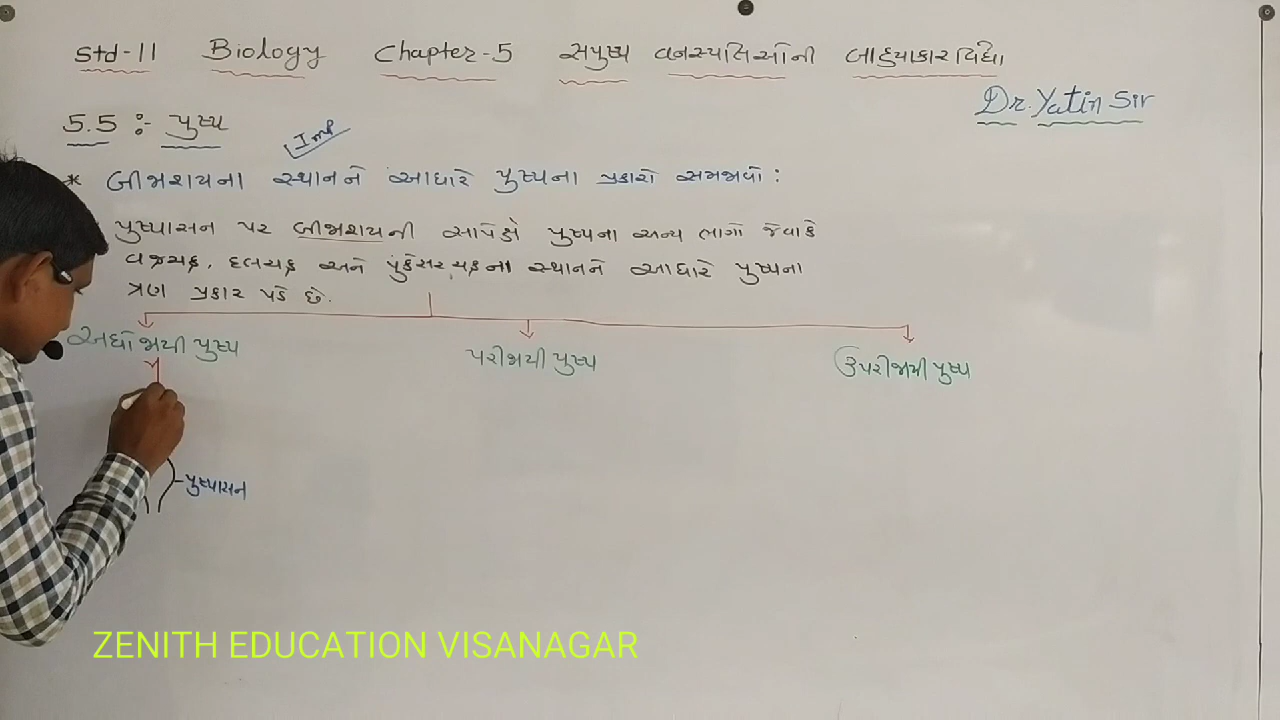 Std-11 Biology Chapter-5 સપુષ્પ વનસ્પતિઓની બાહ્યાકારવિદ્યા
Dr. Yatin Sir
5.5 :- પુષ્પ
Imp
* બીજાશયના સ્થાનને આધારે પુષ્પના પ્રકારો સમજાવો :
પુષ્પાસન પર બીજાશયની સાપેક્ષે પુષ્પના અન્ય ભાગો જેવા કે
વજ્રચક્ર, દલચક્ર અને પુંકેસરચક્રના સ્થાનને આધારે પુષ્પના
ત્રણ પ્રકાર પડે છે.
અધોજાયી પુષ્પ
પરીજાયી પુષ્પ
ઉપરીજાયી પુષ્પ
પુષ્પાસન
ZENITH EDUCATION VISANAGAR